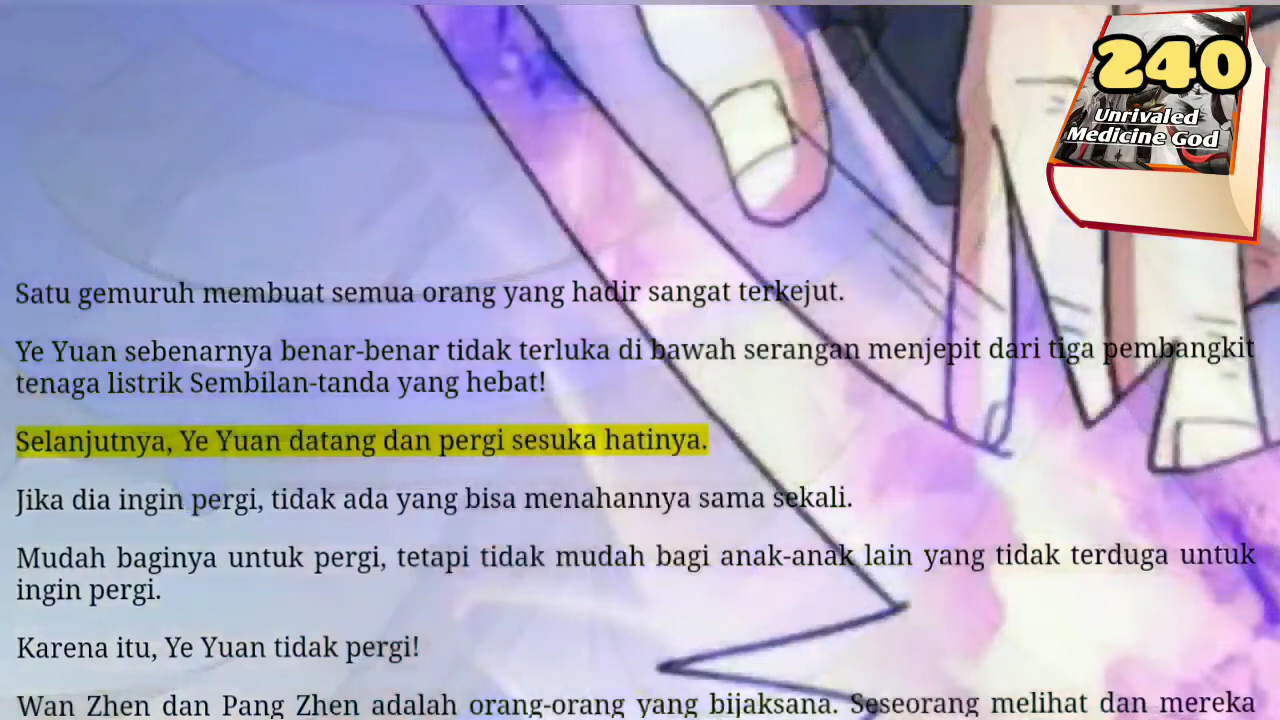 240
Unrivaled
Medicine God
Satu gemuruh membuat semua orang yang hadir sangat terkejut.
Ye Yuan sebenarnya benar-benar tidak terluka di bawah serangan menjepit dari tiga pembangkit
tenaga listrik Sembilan-tanda yang hebat!
Selanjutnya, Ye Yuan datang dan pergi sesuka hatinya.
Jika dia ingin pergi, tidak ada yang bisa menahannya sama sekali.
Mudah baginya untuk pergi, tetapi tidak mudah bagi anak-anak lain yang tidak terduga untuk
ingin pergi.
Karena itu, Ye Yuan tidak pergi!
Wan Zhen dan Pang Zhen adalah orang-orang yang bijaksana. Seseorang melihat dan mereka